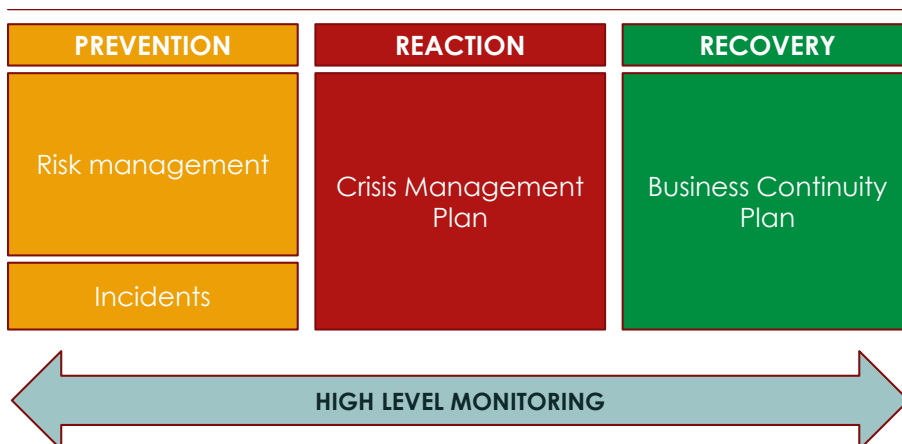 PREVENTION
REACTION
RECOVERY
Risk management
Incidents
Crisis Management
Plan
Business Continuity
Plan
HIGH LEVEL MONITORING